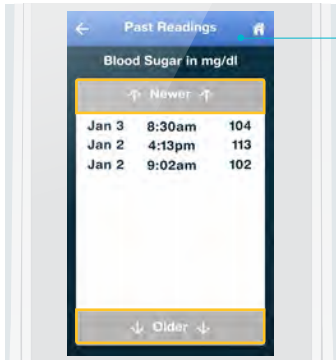 Past Readings
Blood Sugar in mg/dl
Newer
Jan 3 8:30am 104
Jan 2 4:13pm 113
Jan 2 9:02am 102
Older